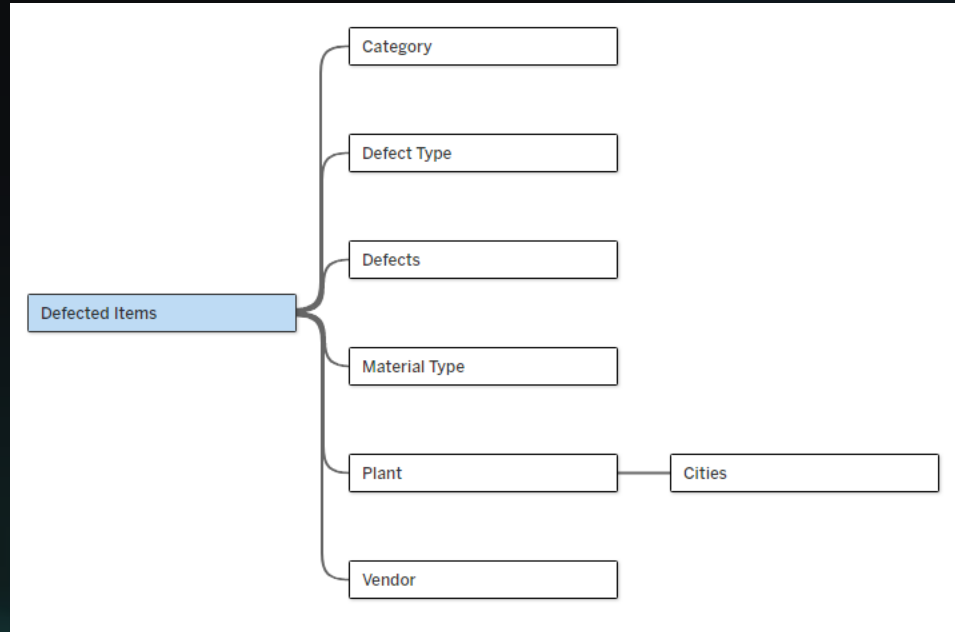 Category
Defect Type
Defects
Defected Items
Material Type
Plant
Cities
Vendor